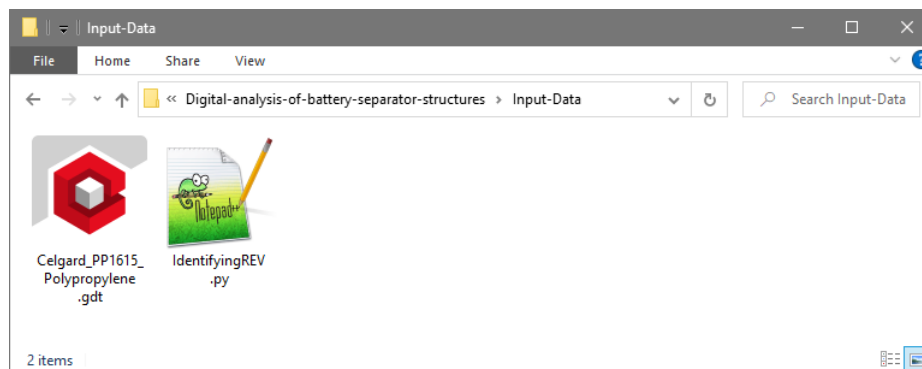 Input-Data
File Home Share View
« Digital-analysis-of-battery-separator-structures › Input-Data
Search Input-Data
Notepad++
Celgard_PP1615_
Polypropylene
.gdt
IdentifyingREV
.py
2 items